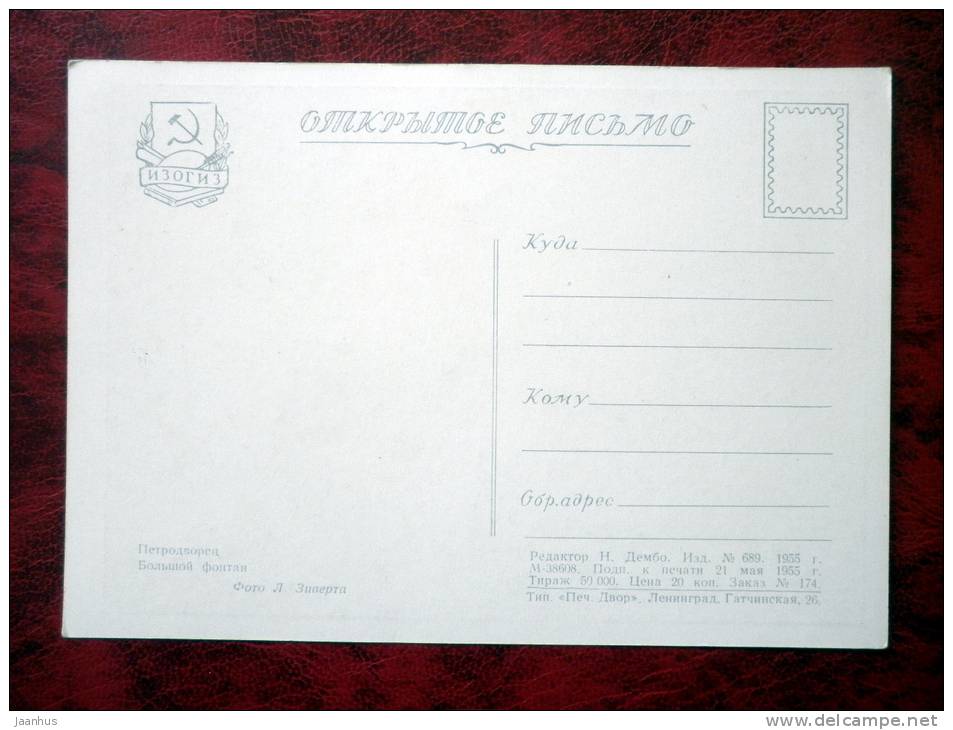 ОТКРЫТОЕ ПИСЬМО
ИЗОГИЗ
Куда
Кому
Обр. адрес
Петродворец
Большой фонтан
Фото Л. Зиверта
Редактор Н. Дембо. Изд. № 689. 1955 г.
М-38608. Подп. к печати 21 мая 1955 г.
Тираж 59 000. Цена 20 коп. Заказ № 174.
Тип. «Печ. Двор». Ленинград, Гатчинская, 26.
jaanhus
www.delcampe.net